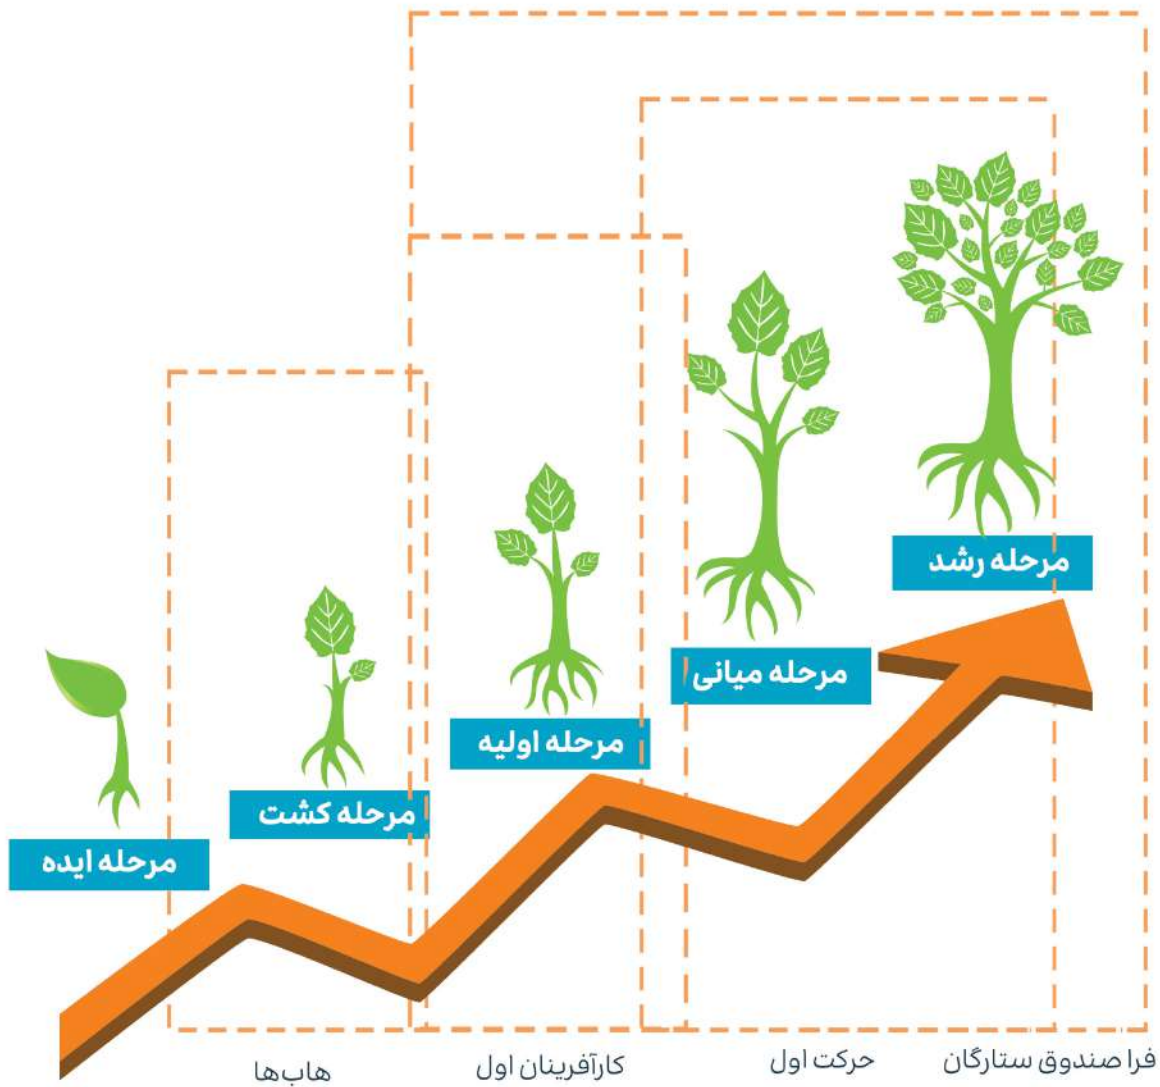 مرحله رشد
مرحله میانی
مرحله اولیه
مرحله کشت
مرحله ایده
فرا صندوق ستارگان
حرکت اول
کارآفرینان اول
هاب‌ها